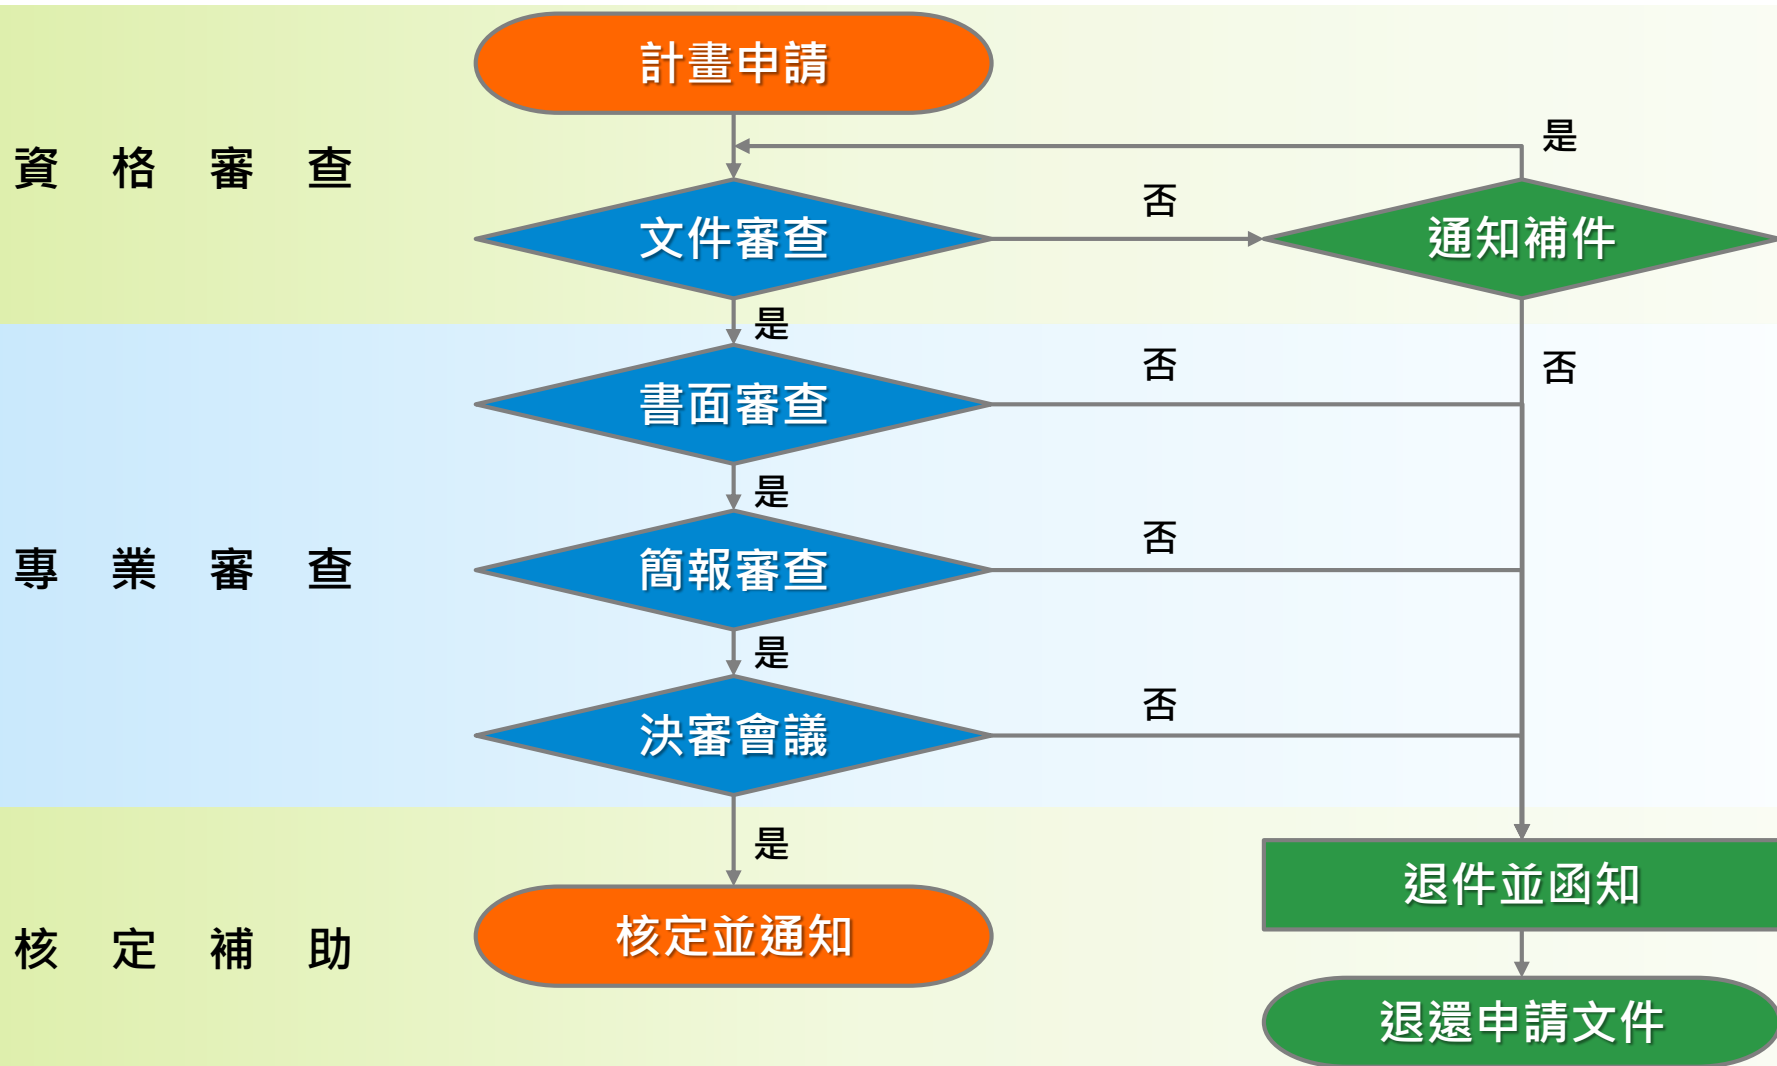 計畫申請
是
資格審查
否
文件審查
通知補件
是
否
否
書面審查
是
否
專業審查
簡報審查
是
否
決審會議
是
退件並函知
核定補助
核定並通知
退還申請文件